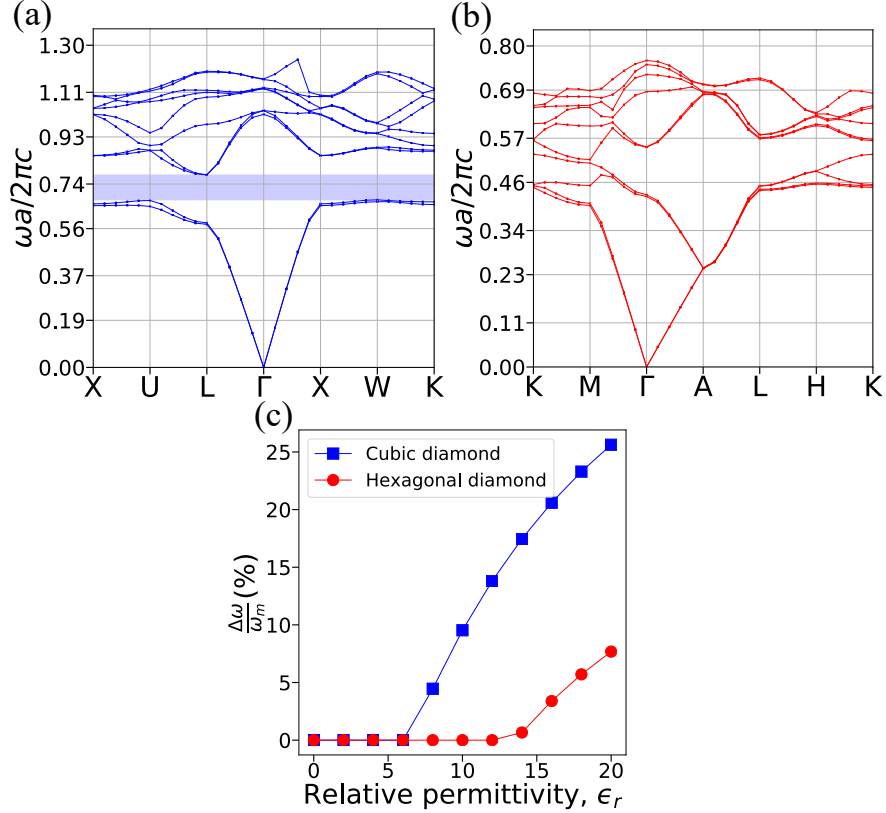 (a)
ωa/2πc
1.30
1.11
0.93
0.74
0.56
0.37
0.19
0.00
X U L Γ X W K
(b)
ωa/2πc
0.80
0.69
0.57
0.46
0.34
0.23
0.11
0.00
K M Γ A L H K
(c)
Cubic diamond
Hexagonal diamond
Δω/ω_m (%)
25
20
15
10
5
0
0 5 10 15 20
Relative permittivity, ϵ_r